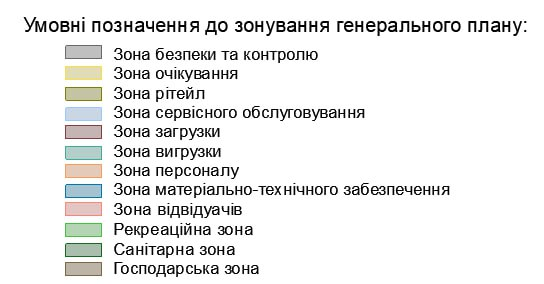 Умовні позначення до зонування генерального плану:
Зона безпеки та контролю
Зона очікування
Зона рітейл
Зона сервісного обслуговування
Зона загрузки
Зона вигрузки
Зона персоналу
Зона матеріально-технічного забезпечення
Зона відвідуачів
Рекреаційна зона
Санітарна зона
Господарська зона